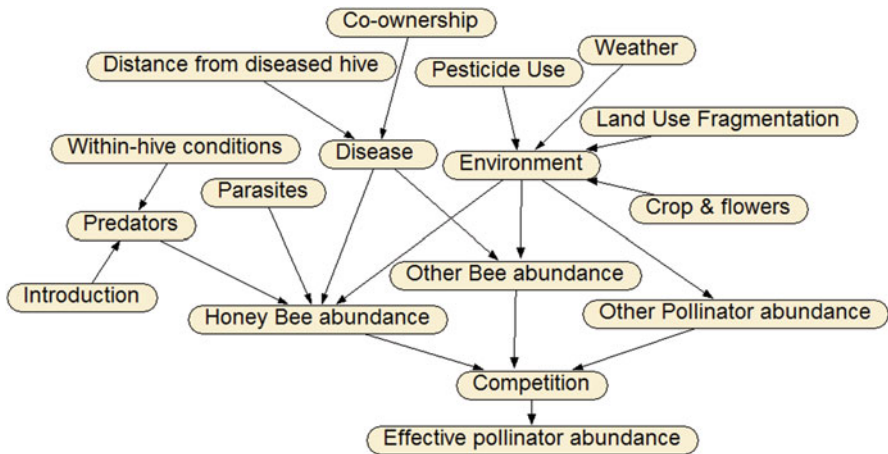 Co-ownership
Weather
Distance from diseased hive
Pesticide Use
Land Use Fragmentation
Within-hive conditions
Disease
Environment
Parasites
Crop & flowers
Predators
Other Bee abundance
Introduction
Honey Bee abundance
Other Pollinator abundance
Competition
Effective pollinator abundance